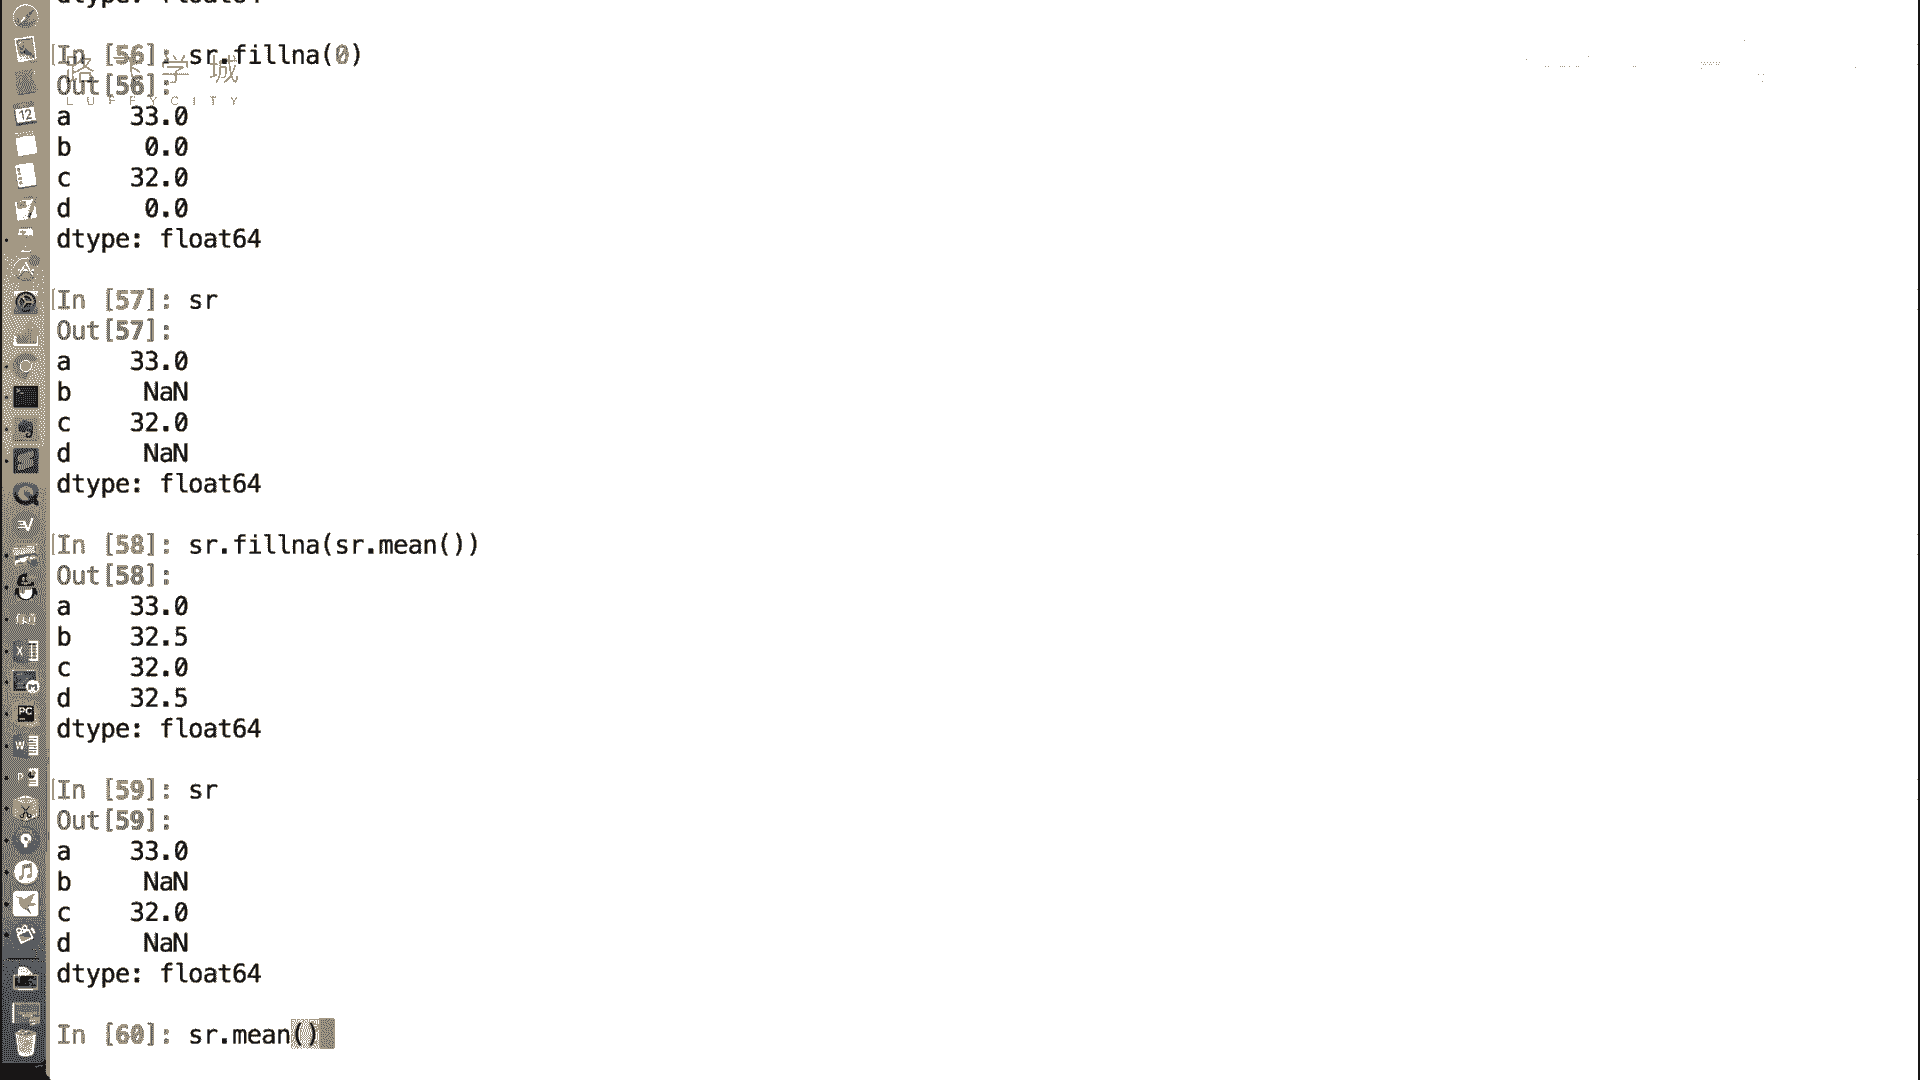 dtype: float64
In [56]: sr.fillna(0)
路飞学城
Out[56]:
LUFFYCITY
a     33.0
b      0.0
c     32.0
d      0.0
dtype: float64
In [57]: sr
Out[57]:
a     33.0
b      NaN
c     32.0
d      NaN
dtype: float64
In [58]: sr.fillna(sr.mean())
Out[58]:
a     33.0
b     32.5
c     32.0
d     32.5
dtype: float64
In [59]: sr
Out[59]:
a     33.0
b      NaN
c     32.0
d      NaN
dtype: float64
In [60]: sr.mean()